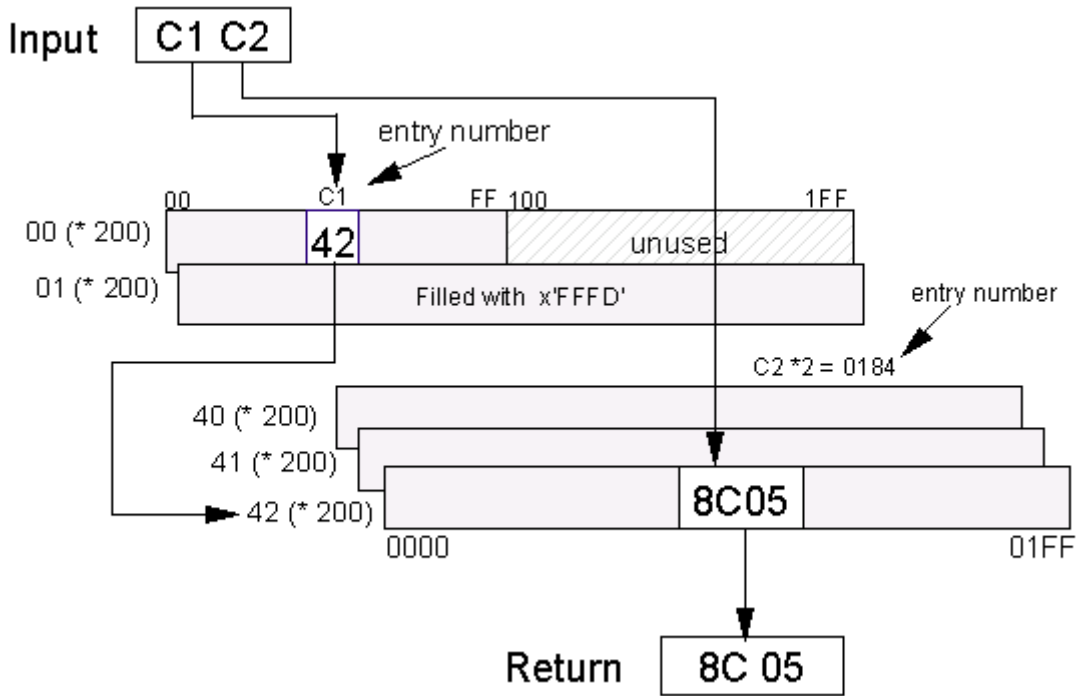 Input C1 C2
entry number
00 C1 FF 100 1FF
00 (* 200) 42 unused
01 (* 200) Filled with x'FFFD'
entry number
C2 *2 = 0184
40 (* 200)
41 (* 200)
42 (* 200) 8C05
0000 01FF
Return 8C 05